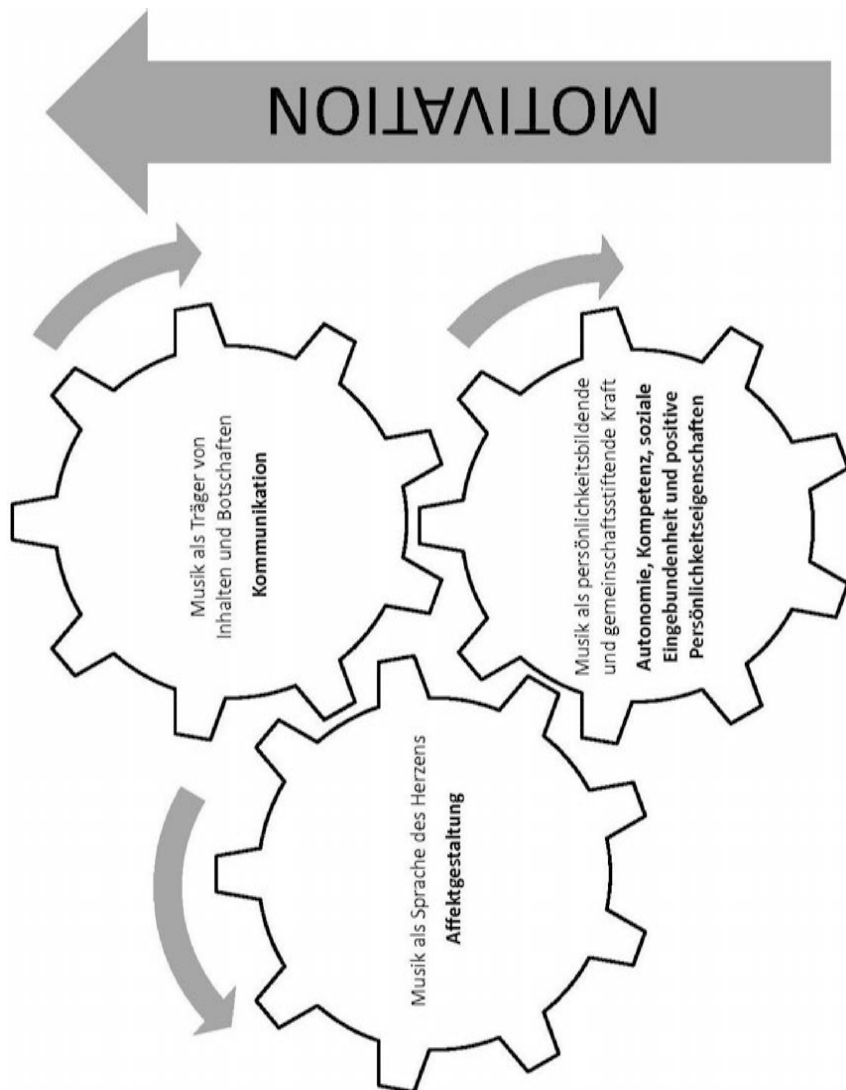 Musik als Sprache des Herzens
Affektgestaltung
Musik als persönlichkeitsbildende
und gemeinschaftsstiftende Kraft
Autonomie, Kompetenz, soziale
Eingebundenheit und positive
Persönlichkeitseigenschaften
Musik als Träger von
Inhalten und Botschaften
Kommunikation
MOTIVATION